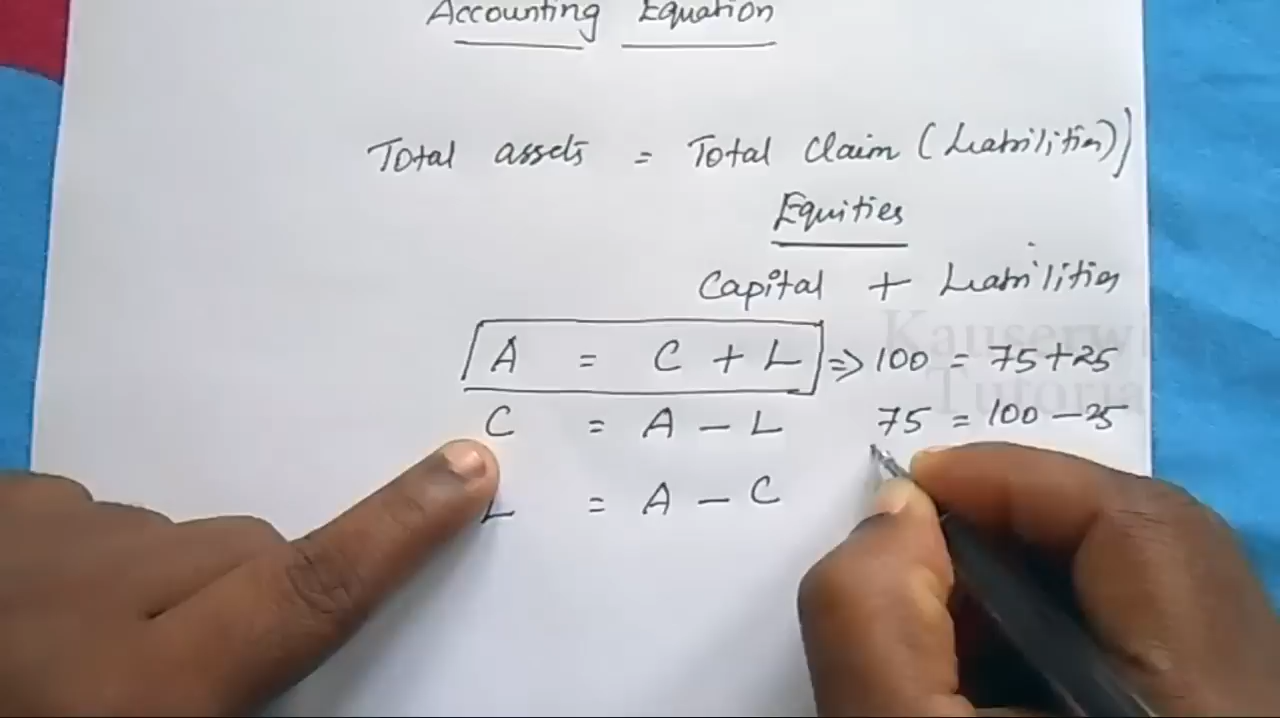 Accounting Equation
Total assets = Total Claim (Liabilities))
Equities
Capital + Liabilities
A = C + L => 100 = 75+25
C = A - L 75 = 100 - 25
L = A - C